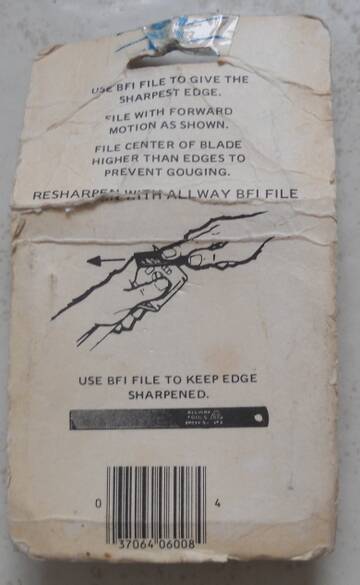 USE BFI FILE TO GIVE THE
SHARPEST EDGE.
FILE WITH FORWARD
MOTION AS SHOWN.
FILE CENTER OF BLADE
HIGHER THAN EDGES TO
PREVENT GOUGING.
RESHARPEN WITH ALLWAY BFI FILE
USE BFI FILE TO KEEP EDGE
SHARPENED.
0 37064 06008 4